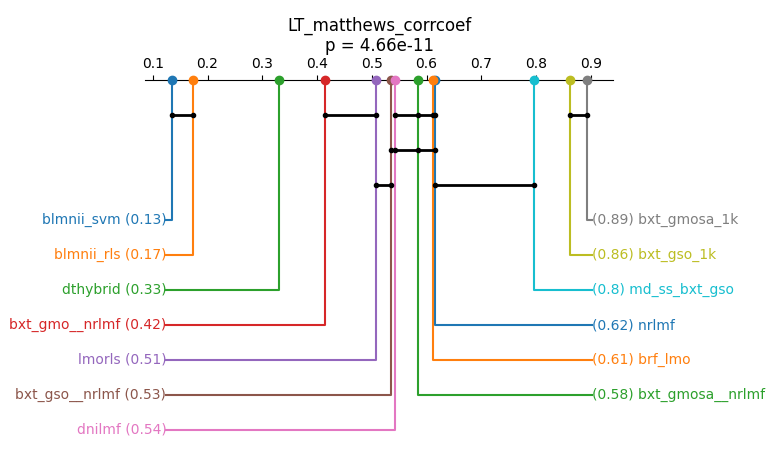 LT_matthews_corrcoef
p = 4.66e-11
0.1 0.2 0.3 0.4 0.5 0.6 0.7 0.8 0.9
blmnii_svm (0.13) (0.89) bxt_gmosa_1k
blmnii_rls (0.17) (0.86) bxt_gso_1k
dthybrid (0.33) (0.8) md_ss_bxt_gso
bxt_gmo__nrlmf (0.42) (0.62) nrlmf
lmorls (0.51) (0.61) brf_lmo
bxt_gso__nrlmf (0.53) (0.58) bxt_gmosa__nrlmf
dnilmf (0.54)